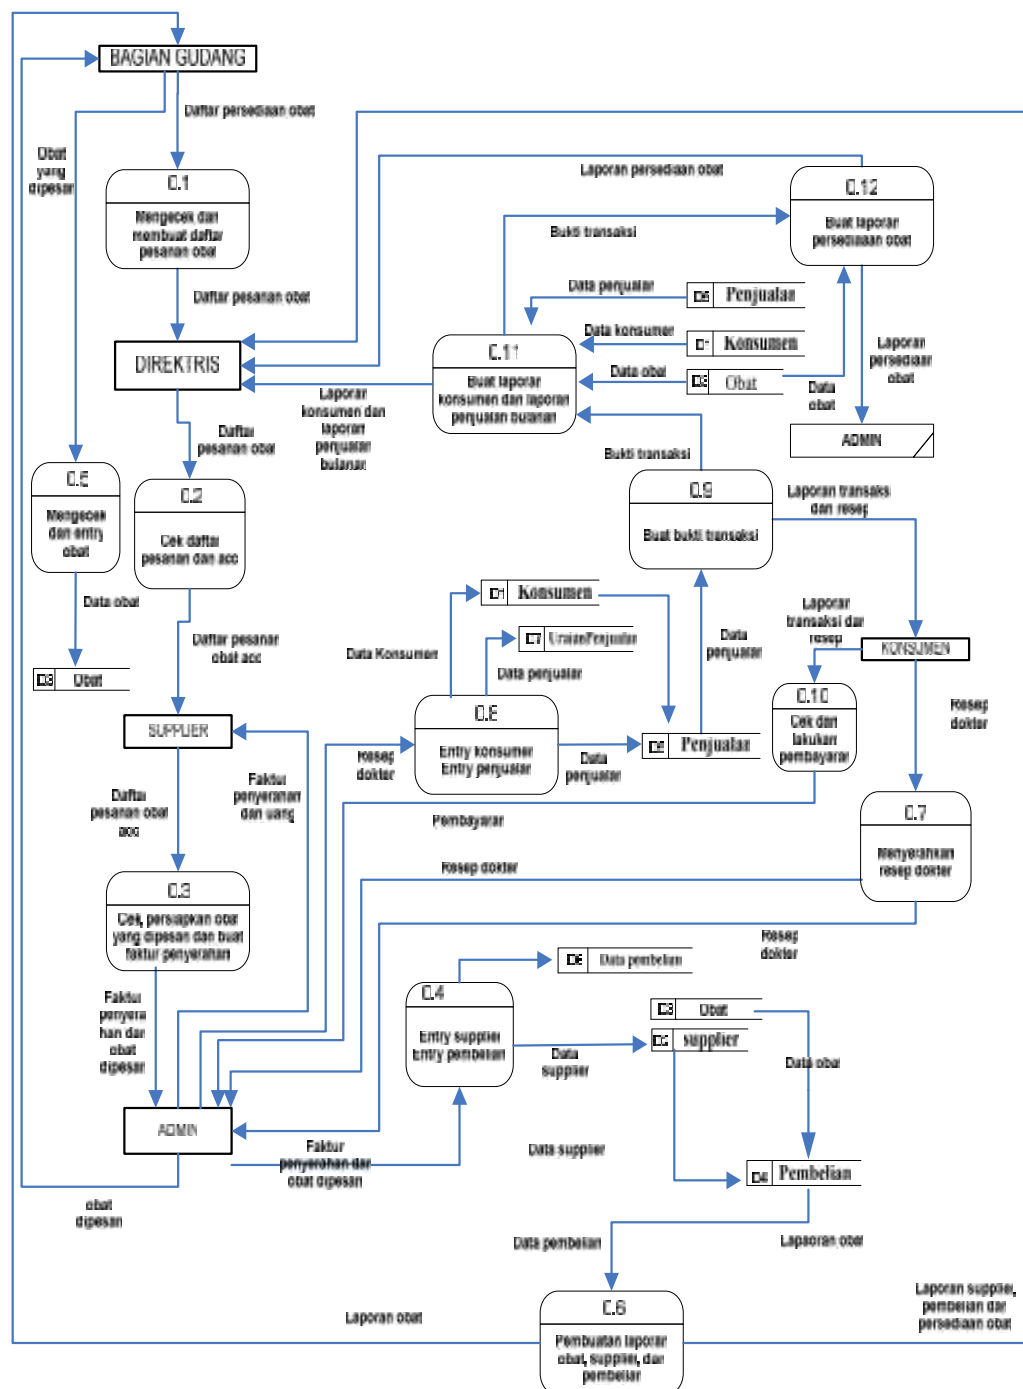 BAGIAN GUDANG
Daftar persediaan obat
Obat
yang
dipesan
0.1
Mengecek dan
membuat daftar
pesanan obat
Daftar pesanan obat
DIREKTRIS
Laporan persediaan obat
0.12
Buat laporan
persediaaan obat
Bukti transaksi
Data penjualan
Penjualan
Data konsumen
Konsumen
Data obat
Obat
0.11
Buat laporan
konsumen dan laporan
penjualan bulanan
Laporan
konsumen dan
laporan
penjualan
bulanan
Laporan
persediaan
obat
Data
obat
ADMIN
Daftar
pesanan obat
Bukti transaksi
0.5
Mengecek
dan entry
obat
0.2
Cek daftar
pesanan dan acc
0.9
Buat bukti transaksi
Laporan transaksi
dan resep
Data obat
D3 Obat
Daftar pesanan
obat acc
D1 Konsumen
D7 UraianPenjualan
Data Konsumen
Data penjualan
Data
penjualan
Laporan
transaksi dan
resep
KONSUMEN
SUPPLIER
0.8
Entry konsumen
Entry penjualan
Resep
dokter
Data
penjualan
Penjualan
0.10
Cek dan
lakukan
pembayaran
Resep
dokter
Daftar
pesanan obat
acc
Faktur
penyerahan
dan uang
Pembayaran
0.7
Menyerahkan
resep dokter
Resep dokter
0.3
Cek, persiapkan obat
yang dipesan dan buat
faktur penyerahan
Resep
dokter
Data pembelian
0.4
Entry supplier
Entry pembelian
Faktur
penyera
han dan
obat
dipesan
D3 Obat
D2 supplier
Data
supplier
Data obat
ADMIN
Faktur
penyerahan dan
obat dipesan
Data supplier
D4 Pembelian
obat
dipesan
Data pembelian
Lapaoran obat
Laporan obat
0.6
Pembuatan laporan
obat, supplier, dan
pembelian
Laporan supplier,
pembelian dan
persediaan obat